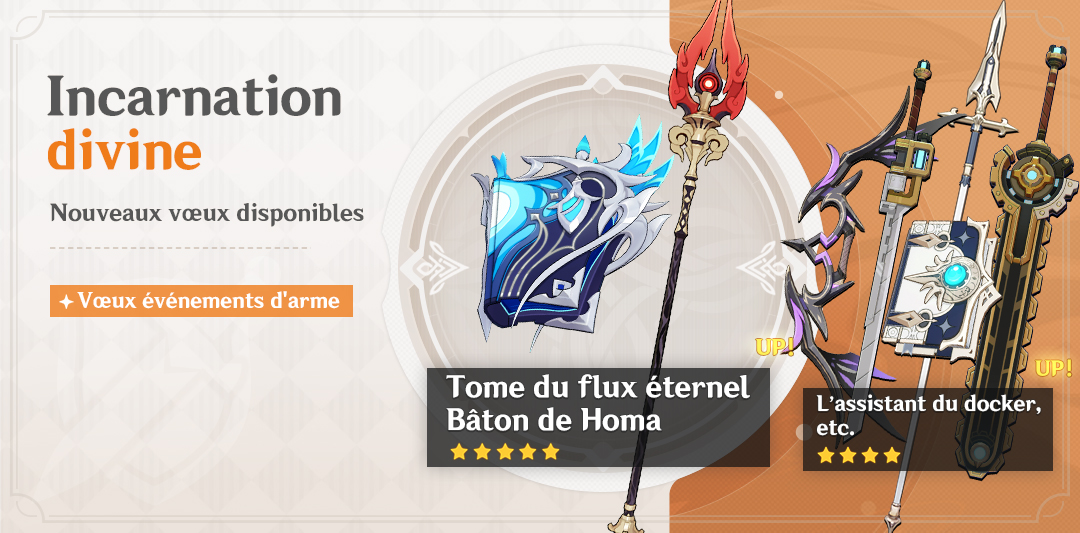 Incarnation
divine
Nouveaux vœux disponibles
Vœux événements d'arme
Tome du flux éternel
Bâton de Homa
UP!
L’assistant du docker,
etc.
UP!